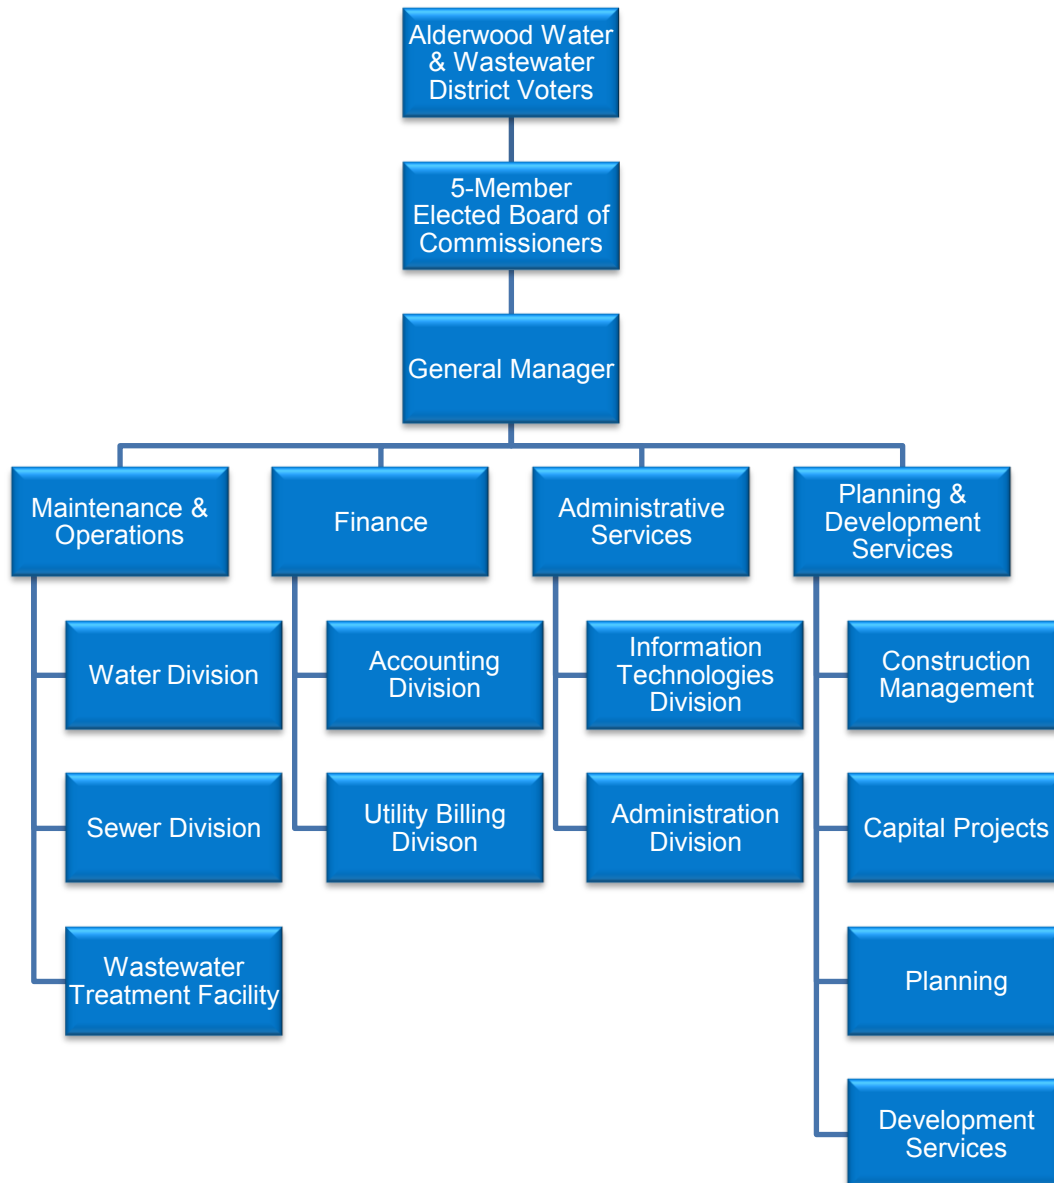 Alderwood Water
& Wastewater
District Voters
5-Member
Elected Board of
Commissioners
General Manager
Maintenance &
Operations
Finance
Administrative
Services
Planning &
Development
Services
Water Division
Accounting
Division
Information
Technologies
Division
Construction
Management
Sewer Division
Utility Billing
Divison
Administration
Division
Capital Projects
Wastewater
Treatment Facility
Planning
Development
Services